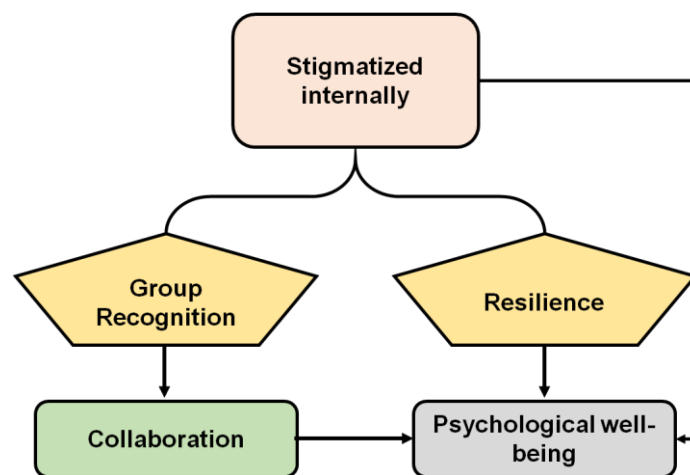 Stigmatized
internally
Group
Recognition
Resilience
Collaboration
Psychological well-
being